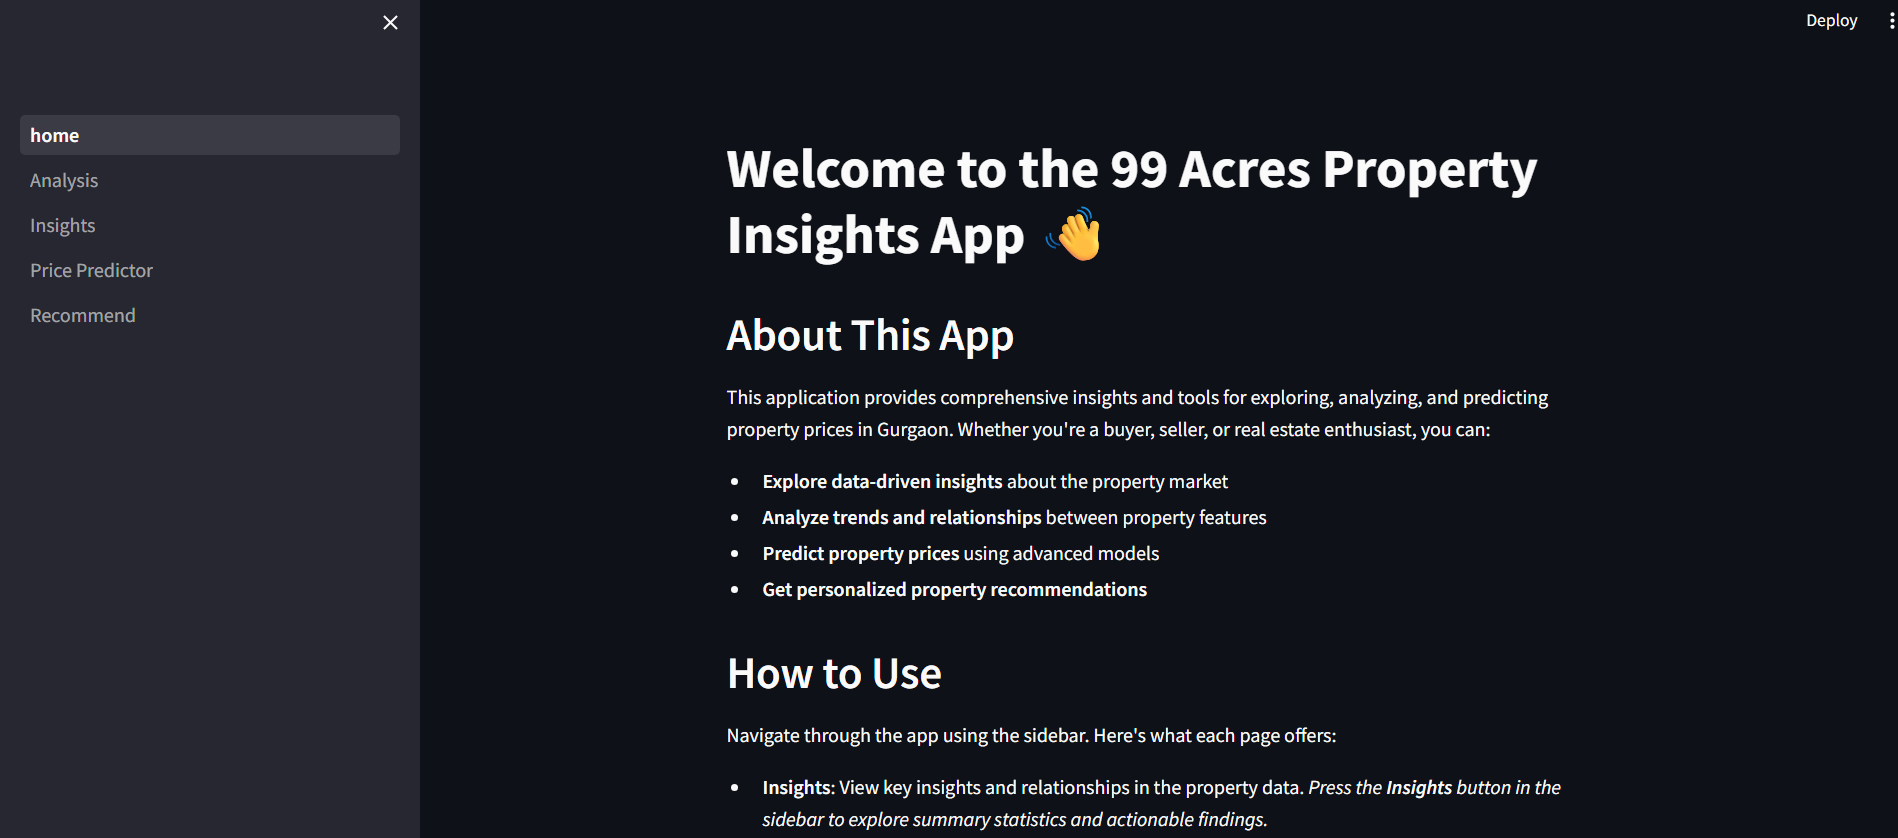 Deploy
home
Analysis
Insights
Price Predictor
Recommend
Welcome to the 99 Acres Property
Insights App 👋
About This App
This application provides comprehensive insights and tools for exploring, analyzing, and predicting
property prices in Gurgaon. Whether you're a buyer, seller, or real estate enthusiast, you can:
Explore data-driven insights about the property market
Analyze trends and relationships between property features
Predict property prices using advanced models
Get personalized property recommendations
How to Use
Navigate through the app using the sidebar. Here's what each page offers:
Insights: View key insights and relationships in the property data. Press the Insights button in the
sidebar to explore summary statistics and actionable findings.